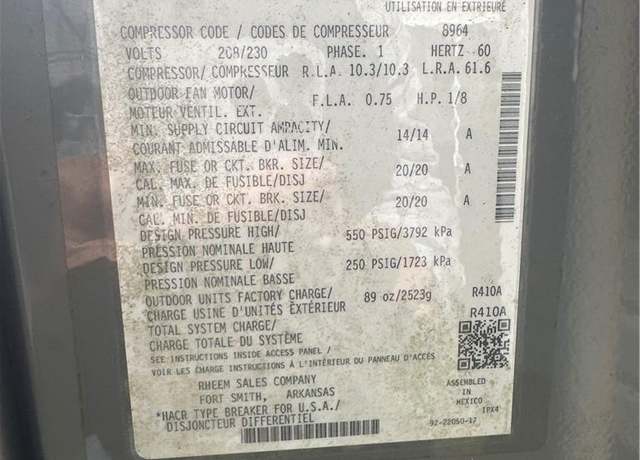 UTILISATION EN EXTÉRIEUR
COMPRESSOR CODE / CODES DE COMPRESSEUR 8964
VOLTS 208/230 PHASE. 1 HERTZ 60
COMPRESSOR/ COMPRESSEUR R.L.A. 10.3/10.3 L.R.A. 61.6
OUTDOOR FAN MOTOR/
MOTEUR VENTIL. EXT. F.L.A. 0.75 H.P. 1/8
MIN. SUPPLY CIRCUIT AMPACITY/
COURANT ADMISSABLE D'ALIM. MIN. 14/14 A
MAX. FUSE OR CKT. BKR. SIZE/
CAL. MAX. DE FUSIBLE/DISJ 20/20 A
MIN. FUSE OR CKT. BKR. SIZE/
CAL. MIN. DE FUSIBLE/DISJ 20/20 A
DESIGN PRESSURE HIGH/ 550 PSIG/3792 kPa
PRESSION NOMINALE HAUTE
DESIGN PRESSURE LOW/ 250 PSIG/1723 kPa
PRESSION NOMINALE BASSE
OUTDOOR UNITS FACTORY CHARGE/ 89 oz/2523g R410A
CHARGE USINE D'UNITÉS EXTÉRIEUR
TOTAL SYSTEM CHARGE/ R410A
CHARGE TOTALE DU SYSTÈME
SEE INSTRUCTIONS INSIDE ACCESS PANEL /
VOIR LES CHARGE INSTRUCTIONS À L'INTÉRIEUR DU PANNEAU D'ACCÈS
RHEEM SALES COMPANY
FORT SMITH, ARKANSAS
ASSEMBLED
IN
MEXICO
IPX4
*HACR TYPE BREAKER FOR U.S.A./
DISJONCTEUR DIFFERENTIEL
92-22050-17